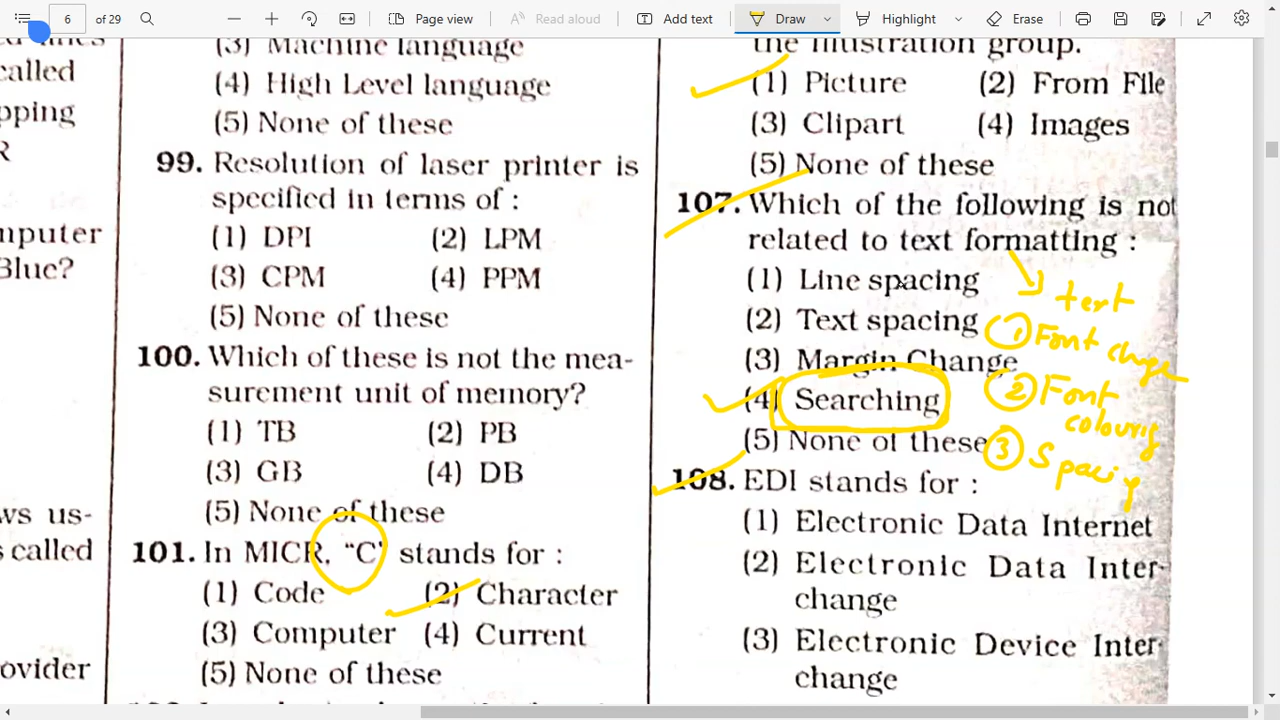 6 of 29
Page view
Read aloud
Add text
Draw
Highlight
Erase
called
pping
R
mputer
Blue?
ws us-
s called
ovider
(3) Machine language
(4) High Level language
(5) None of these
99. Resolution of laser printer is
specified in terms of :
(1) DPI (2) LPM
(3) CPM (4) PPM
(5) None of these
100. Which of these is not the mea-
surement unit of memory?
(1) TB (2) PB
(3) GB (4) DB
(5) None of these
101. In MICR, “C” stands for :
(1) Code (2) Character
(3) Computer (4) Current
(5) None of these
the Illustration group.
(1) Picture (2) From File
(3) Clipart (4) Images
(5) None of these
107. Which of the following is not
related to text formatting :
(1) Line spacing
(2) Text spacing
(3) Margin Change
(4) Searching
(5) None of these
108. EDI stands for :
(1) Electronic Data Internet
(2) Electronic Data Inter-
change
(3) Electronic Device Inter-
change
text
1 Font change
2 Font
colouring
3 Spacing